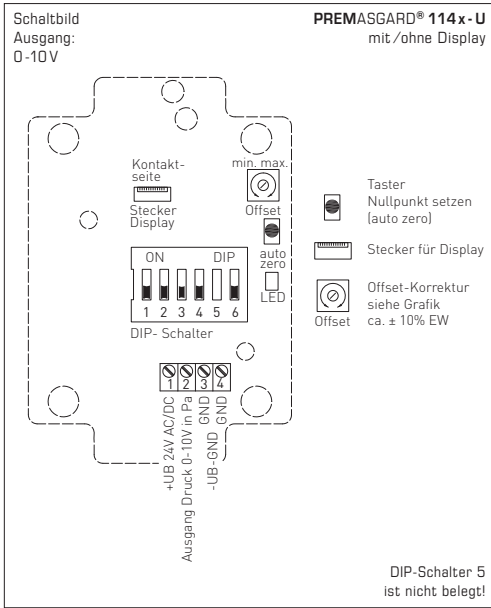 Schaltbild
Ausgang:
0-10 V
PREMASGARD® 114x - U
mit /ohne Display
Kontakt-
seite
Stecker
Display
min. max.
Offset
auto
zero
LED
ON DIP
1 2 3 4 5 6
DIP- Schalter
1 2 3 4
+UB 24V AC/DC
Ausgang Druck 0-10V in Pa
GND
-UB-GND GND
Taster
Nullpunkt setzen
(auto zero)
Stecker für Display
Offset-Korrektur
siehe Grafik
ca. ± 10% EW
Offset
DIP-Schalter 5
ist nicht belegt!